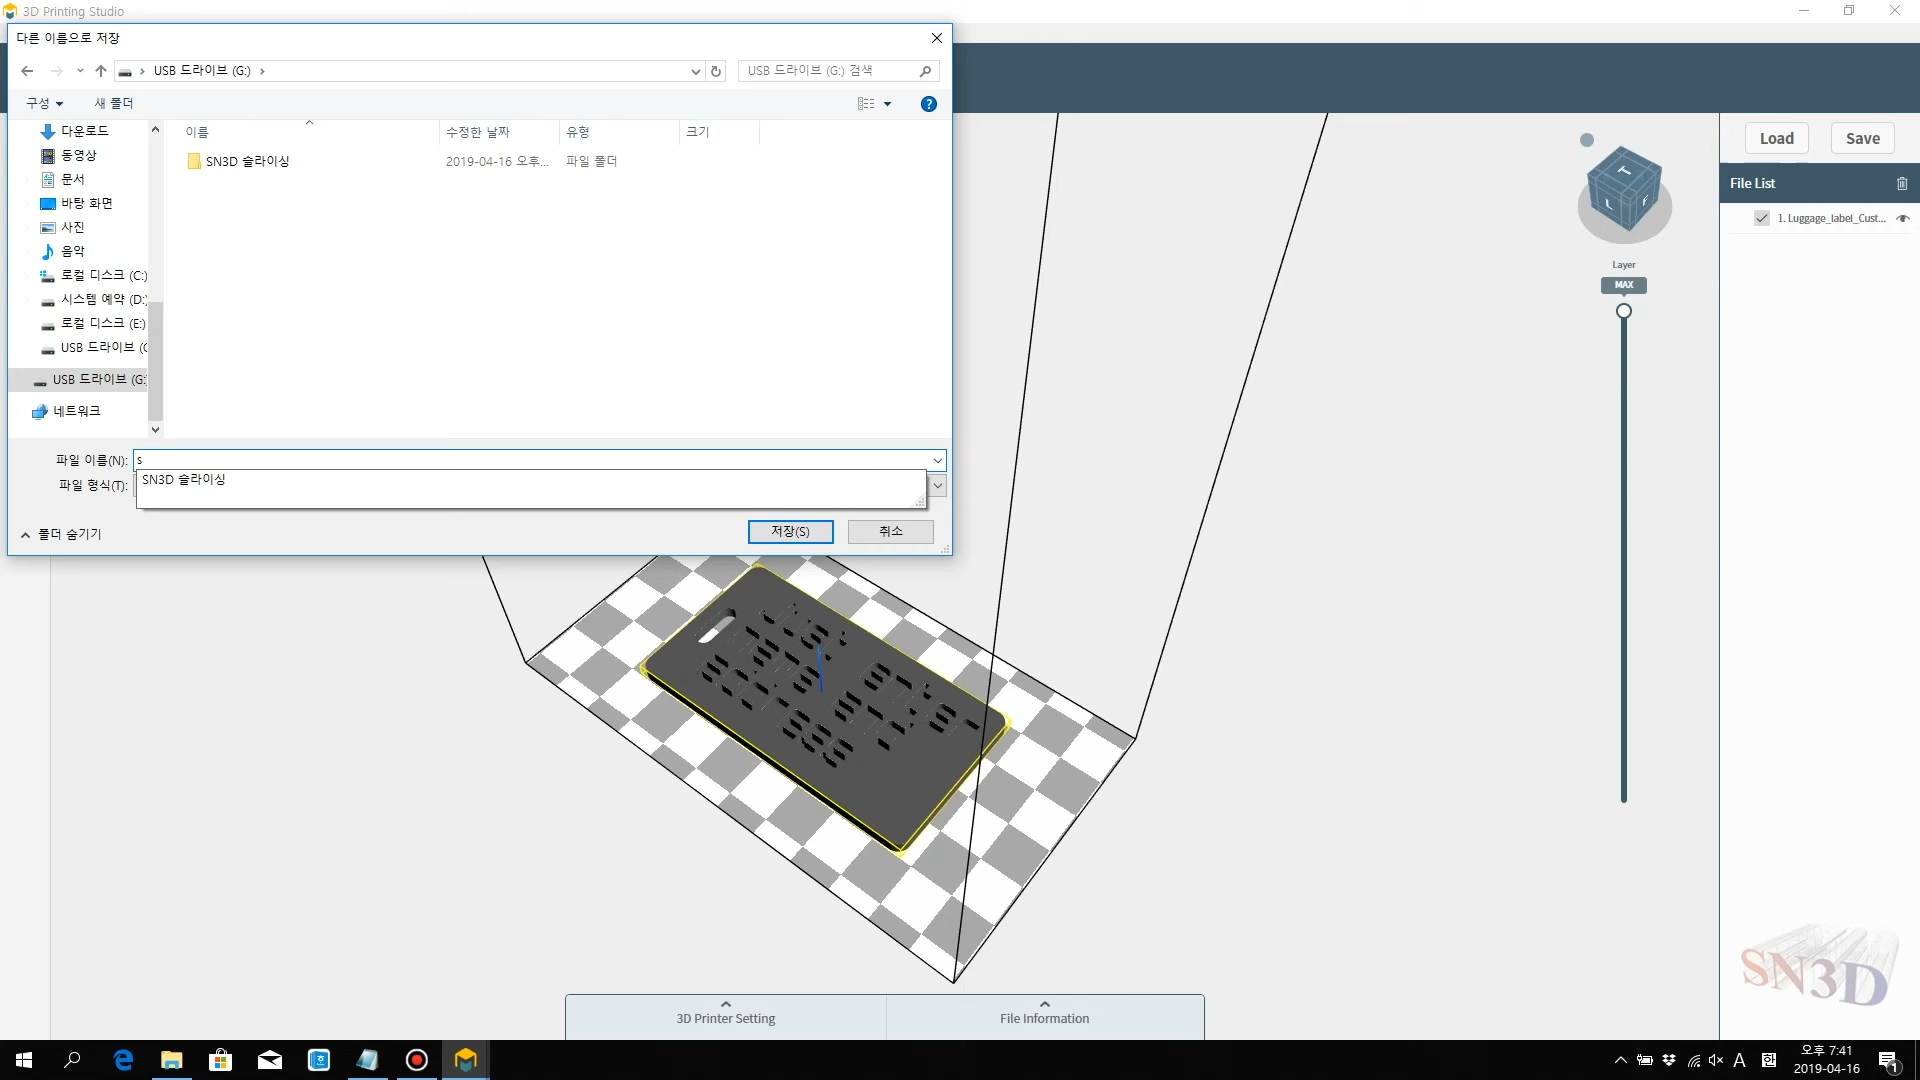 3D Printing Studio
다른 이름으로 저장
USB 드라이브 (G:)
USB 드라이브 (G:) 검색
구성
새 폴더
다운로드
동영상
문서
바탕 화면
사진
음악
로컬 디스크 (C:)
시스템 예약 (D:)
로컬 디스크 (E:)
USB 드라이브 (
USB 드라이브 (G:
네트워크
이름
수정한 날짜
유형
크기
SN3D 슬라이싱
2019-04-16 오후...
파일 폴더
파일 이름(N):
s
SN3D 슬라이싱
파일 형식(T):
폴더 숨기기
저장(S)
취소
Load
Save
File List
1. Luggage_label_Cust...
T
L
F
Layer
MAX
Just
enter
SN3D
3D Printer Setting
File Information
A
한
오후 7:41
2019-04-16
1